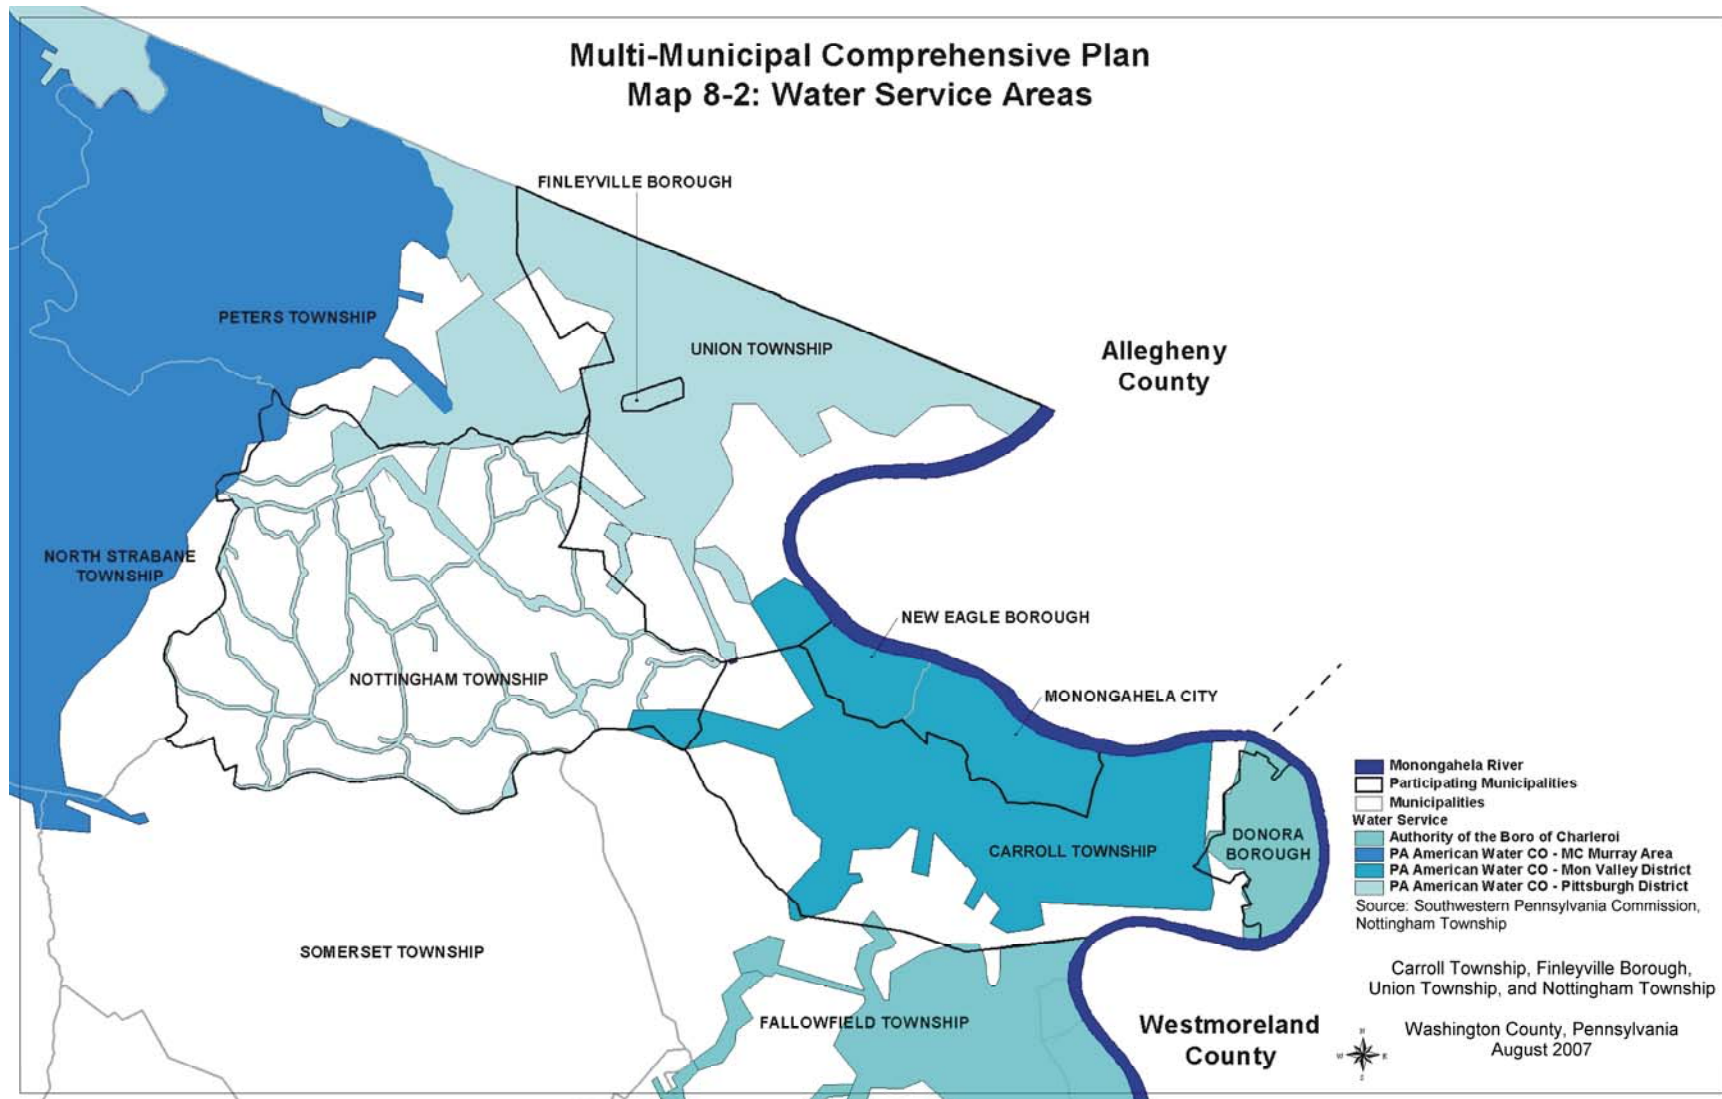 Multi-Municipal Comprehensive Plan
Map 8-2: Water Service Areas
FINLEYVILLE BOROUGH
PETERS TOWNSHIP
UNION TOWNSHIP
Allegheny
County
NORTH STRABANE
TOWNSHIP
NEW EAGLE BOROUGH
NOTTINGHAM TOWNSHIP
MONONGAHELA CITY
Monongahela River
Participating Municipalities
Municipalities
Water Service
Authority of the Boro of Charleroi
PA American Water CO - MC Murray Area
PA American Water CO - Mon Valley District
PA American Water CO - Pittsburgh District
Source: Southwestern Pennsylvania Commission,
Nottingham Township
DONORA
BOROUGH
CARROLL TOWNSHIP
SOMERSET TOWNSHIP
FALLOWFIELD TOWNSHIP
Westmoreland
County
Carroll Township, Finleyville Borough,
Union Township, and Nottingham Township
Washington County, Pennsylvania
August 2007
N
W E
S